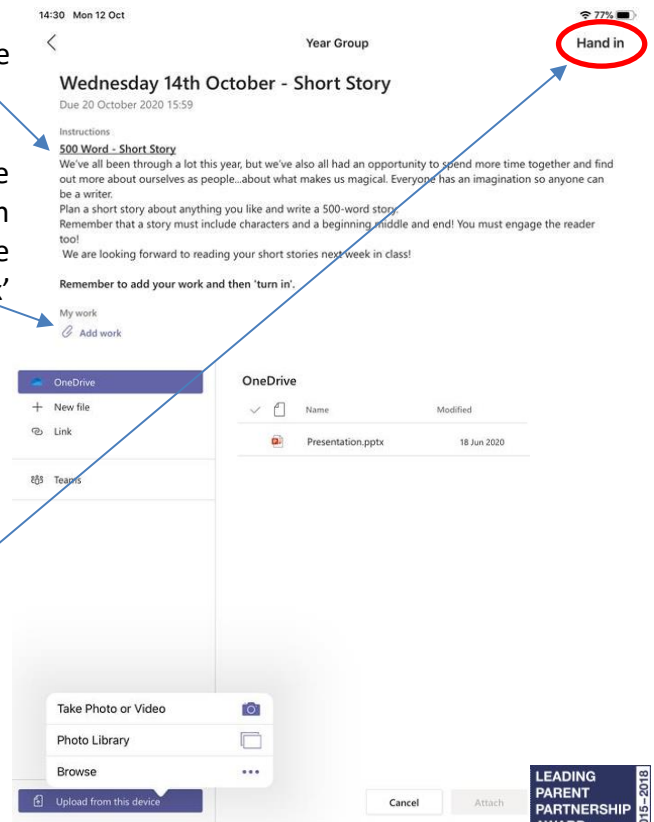 14:30 Mon 12 Oct
77%
Year Group
Hand in
Wednesday 14th October - Short Story
Due 20 October 2020 15:59
Instructions
500 Word - Short Story
We've all been through a lot this year, but we've also all had an opportunity to spend more time together and find
out more about ourselves as people...about what makes us magical. Everyone has an imagination so anyone can
be a writer.
Plan a short story about anything you like and write a 500-word story.
Remember that a story must include characters and a beginning middle and end! You must engage the reader
too!
We are looking forward to reading your short stories next week in class!
Remember to add your work and then 'turn in'.
My work
Add work
OneDrive
New file
Link
Teams
OneDrive
Name Modified
Presentation.pptx 18 Jun 2020
Take Photo or Video
Photo Library
Browse
Upload from this device
Cancel Attach
LEADING
PARENT
PARTNERSHIP
AWARD